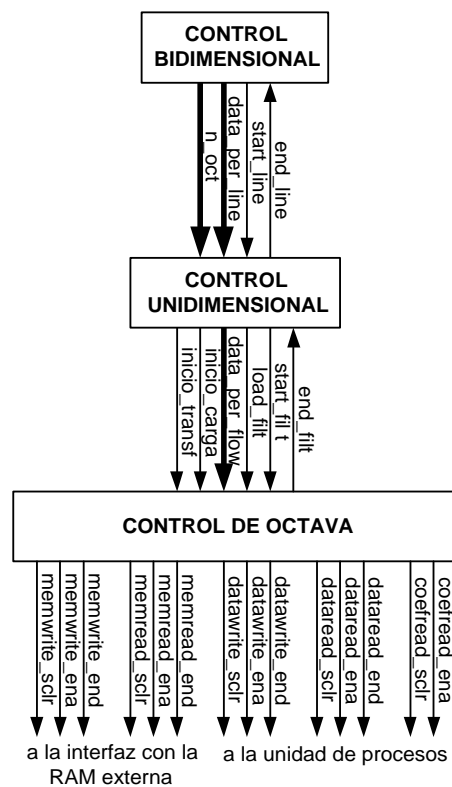 CONTROL
BIDIMENSIONAL
n_oct
data_per_line
start_line
end_line
CONTROL
UNIDIMENSIONAL
inicio_transf
inicio_carga
data_per_flow
load_filt
start_fil t
end_filt
CONTROL DE OCTAVA
memwrite_sclr
memwrite_ena
memwrite_end
memread_sclr
memread_ena
memread_end
datawrite_sclr
datawrite_ena
datawrite_end
dataread_sclr
dataread_ena
dataread_end
coefread_sclr
coefread_ena
a la interfaz con la
RAM externa
a la unidad de procesos